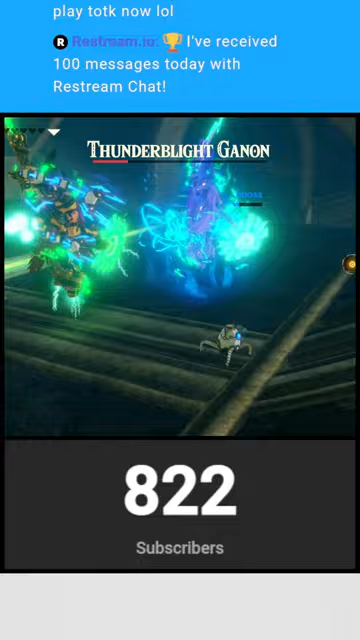 play totk now lol
R Restream.io: 🏆 I've received
100 messages today with
Restream Chat!
THUNDERBLIGHT GANON
822
Subscribers